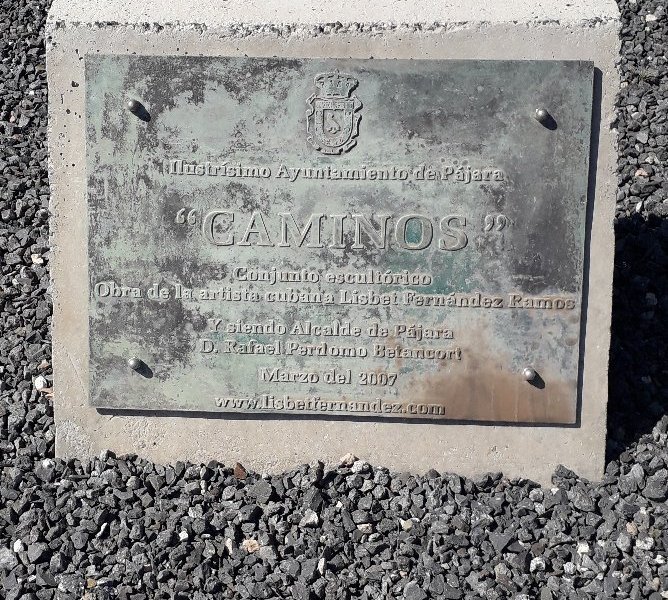 Ilustrísimo Ayuntamiento de Pájara
“CAMINOS”
Conjunto escultórico
Obra de la artista cubana Lisbet Fernández Ramos
Y siendo Alcalde de Pájara
D. Rafael Perdomo Betancort
Marzo del 2007
www.lisbetfernandez.com